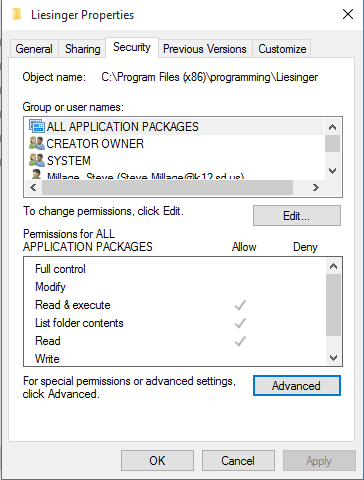 Liesinger Properties
General Sharing Security Previous Versions Customize
Object name: C:\Program Files (x86)\programming\Liesinger
Group or user names:
ALL APPLICATION PACKAGES
CREATOR OWNER
SYSTEM
Millage, Steve (Steve.Millage@k12.sd.us)
To change permissions, click Edit.
Edit...
Permissions for ALL
APPLICATION PACKAGES Allow Deny
Full control
Modify
Read & execute
List folder contents
Read
Write
For special permissions or advanced settings,
click Advanced.
Advanced
OK Cancel Apply